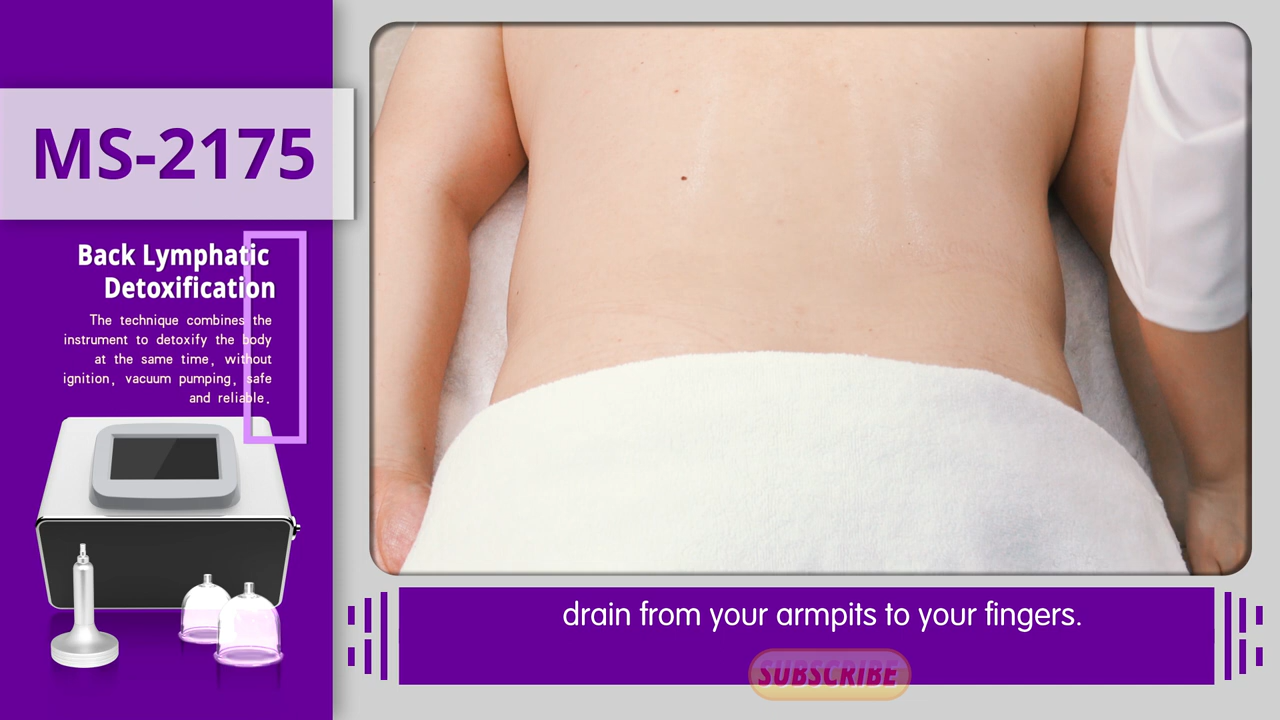 MS-2175
Back Lymphatic
Detoxification
The technique combines the
instrument to detoxify the body
at the same time, without
ignition, vacuum pumping, safe
and reliable.
drain from your armpits to your fingers.
SUBSCRIBE